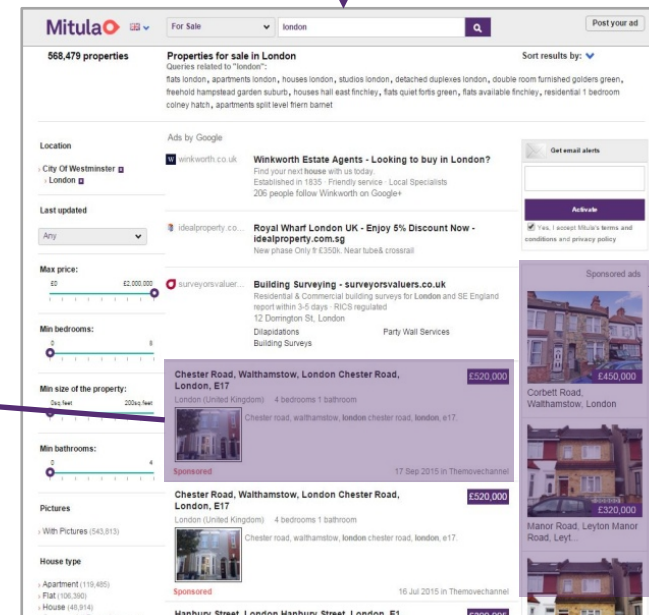 Mitula
For Sale
london
Post your ad
568,479 properties
Properties for sale in London
Queries related to "london":
flats london, apartments london, houses london, studios london, detached duplexes london, double room furnished golders green,
freehold hampstead garden suburb, houses hall east finchley, flats quiet fortis green, flats available finchley, residential 1 bedroom
colney hatch, apartments split level friern barnet
Sort results by:
Location
City Of Westminster
London
Last updated
Any
Max price:
£0 £2,000,000
Min bedrooms:
0 8
Min size of the property:
0sq.feet 200sq.feet
Min bathrooms:
0 4
Pictures
With Pictures (543,813)
House type
Apartment (119,485)
Flat (106,390)
House (48,914)
Ads by Google
winkworth.co.uk
Winkworth Estate Agents - Looking to buy in London?
Find your next house with us today.
Established in 1835 · Friendly service · Local Specialists
206 people follow Winkworth on Google+
idealproperty.co...
Royal Wharf London UK - Enjoy 5% Discount Now -
idealproperty.com.sg
New phase Only fr £350k. Near tube& crossrail
surveyorsvaluer...
Building Surveying - surveyorsvaluers.co.uk
Residential & Commercial building surveys for London and SE England
report within 3-5 days · RICS regulated
12 Dorrington St, London
Dilapidations Party Wall Services
Building Surveys
Chester Road, Walthamstow, London Chester Road,
London, E17
£520,000
London (United Kingdom) 4 bedrooms 1 bathroom
Chester road, walthamstow, london chester road, london, e17.
Sponsored
17 Sep 2015 in Themovechannel
Chester Road, Walthamstow, London Chester Road,
London, E17
£520,000
London (United Kingdom) 4 bedrooms 1 bathroom
Chester road, walthamstow, london chester road, london, e17.
Sponsored
16 Jul 2015 in Themovechannel
Hanbury Street, London Hanbury Street, London, E1
Get email alerts
Activate
Yes, I accept Mitula's terms and
conditions and privacy policy
Sponsored ads
£450,000
Corbett Road,
Walthamstow, London
£320,000
Manor Road, Leyton Manor
Road, Leyt...